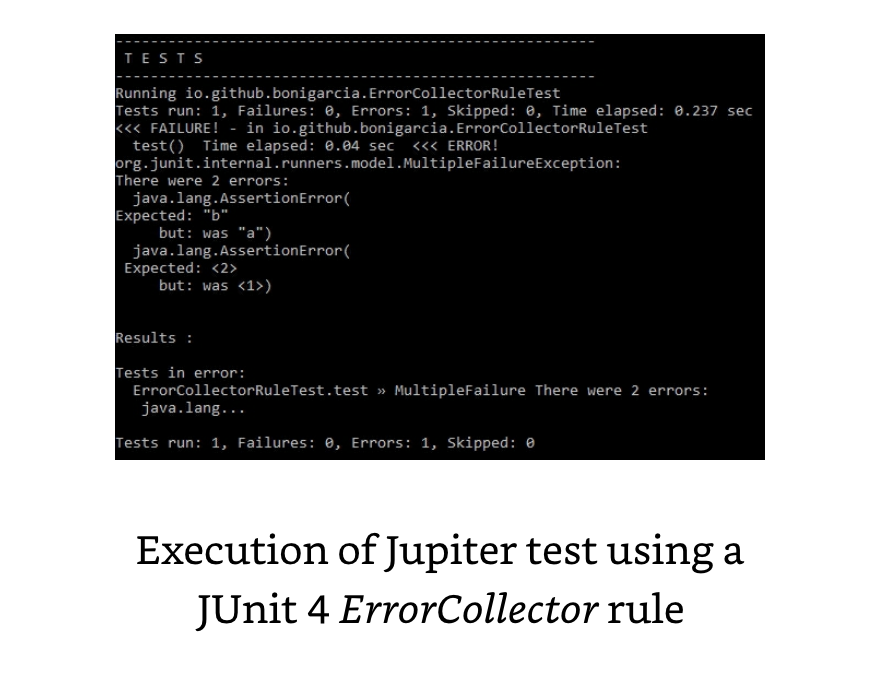 ------------------------------------------------------
T E S T S
------------------------------------------------------
Running io.github.bonigarcia.ErrorCollectorRuleTest
Tests run: 1, Failures: 0, Errors: 1, Skipped: 0, Time elapsed: 0.237 sec
<<< FAILURE! - in io.github.bonigarcia.ErrorCollectorRuleTest
test()  Time elapsed: 0.04 sec  <<< ERROR!
org.junit.internal.runners.model.MultipleFailureException:
There were 2 errors:
java.lang.AssertionError(
Expected: "b"
but: was "a")
java.lang.AssertionError(
Expected: <2>
but: was <1>)
Results :
Tests in error:
ErrorCollectorRuleTest.test » MultipleFailure There were 2 errors:
java.lang...
Tests run: 1, Failures: 0, Errors: 1, Skipped: 0
Execution of Jupiter test using a
JUnit 4 ErrorCollector rule